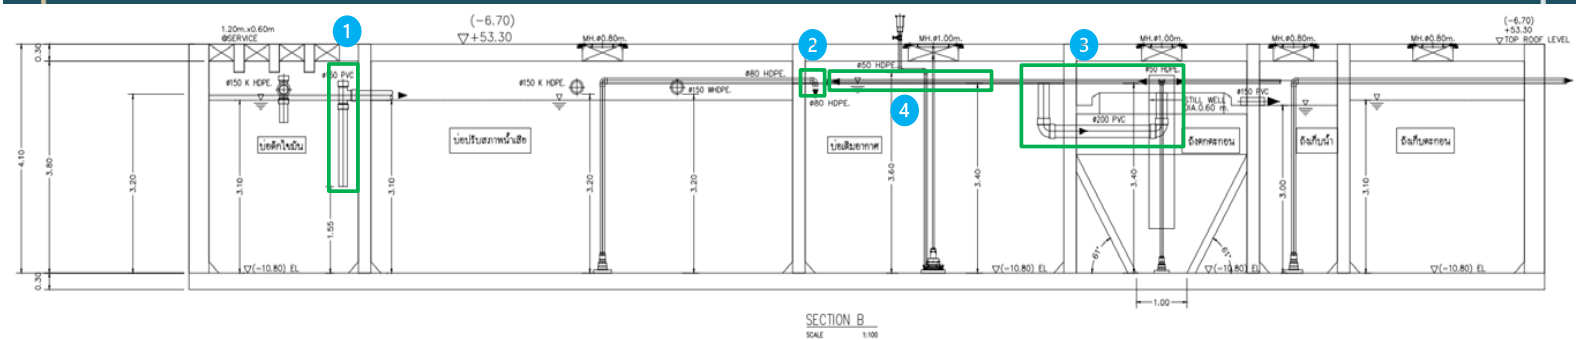 (-6.70)
▽+53.30
1.20m.x0.60m
@SERVICE
1
MH.ø0.80m.
2
MH.ø1.00m.
3
MH.ø1.00m.
MH.ø0.80m.
MH.ø0.80m.
(-6.70)
+53.30
▽TOP ROOF LEVEL
0.30
ø150 K HDPE.
ø150 PVC
ø150 K HDPE.
ø150 WHDPE.
ø80 HDPE.
ø80 HDPE.
ø50 HDPE.
4
ø50 HDPE.
ø200 PVC
STILL WELL
DIA.0.60 m.
ø150 PVC
บ่อดักไขมัน
บ่อปรับสภาพน้ำเสีย
บ่อเติมอากาศ
ถังตกตะกอน
ถังเก็บน้ำ
ถังเก็บตะกอน
4.10
3.80
3.20
3.10
1.55
3.10
3.20
3.20
3.60
3.40
3.40
3.00
3.10
61°
61°
▽(-10.80) EL
▽(-10.80) EL
▽(-10.80) EL
▽(-10.80) EL
0.30
1.00
SECTION B
SCALE 1:100